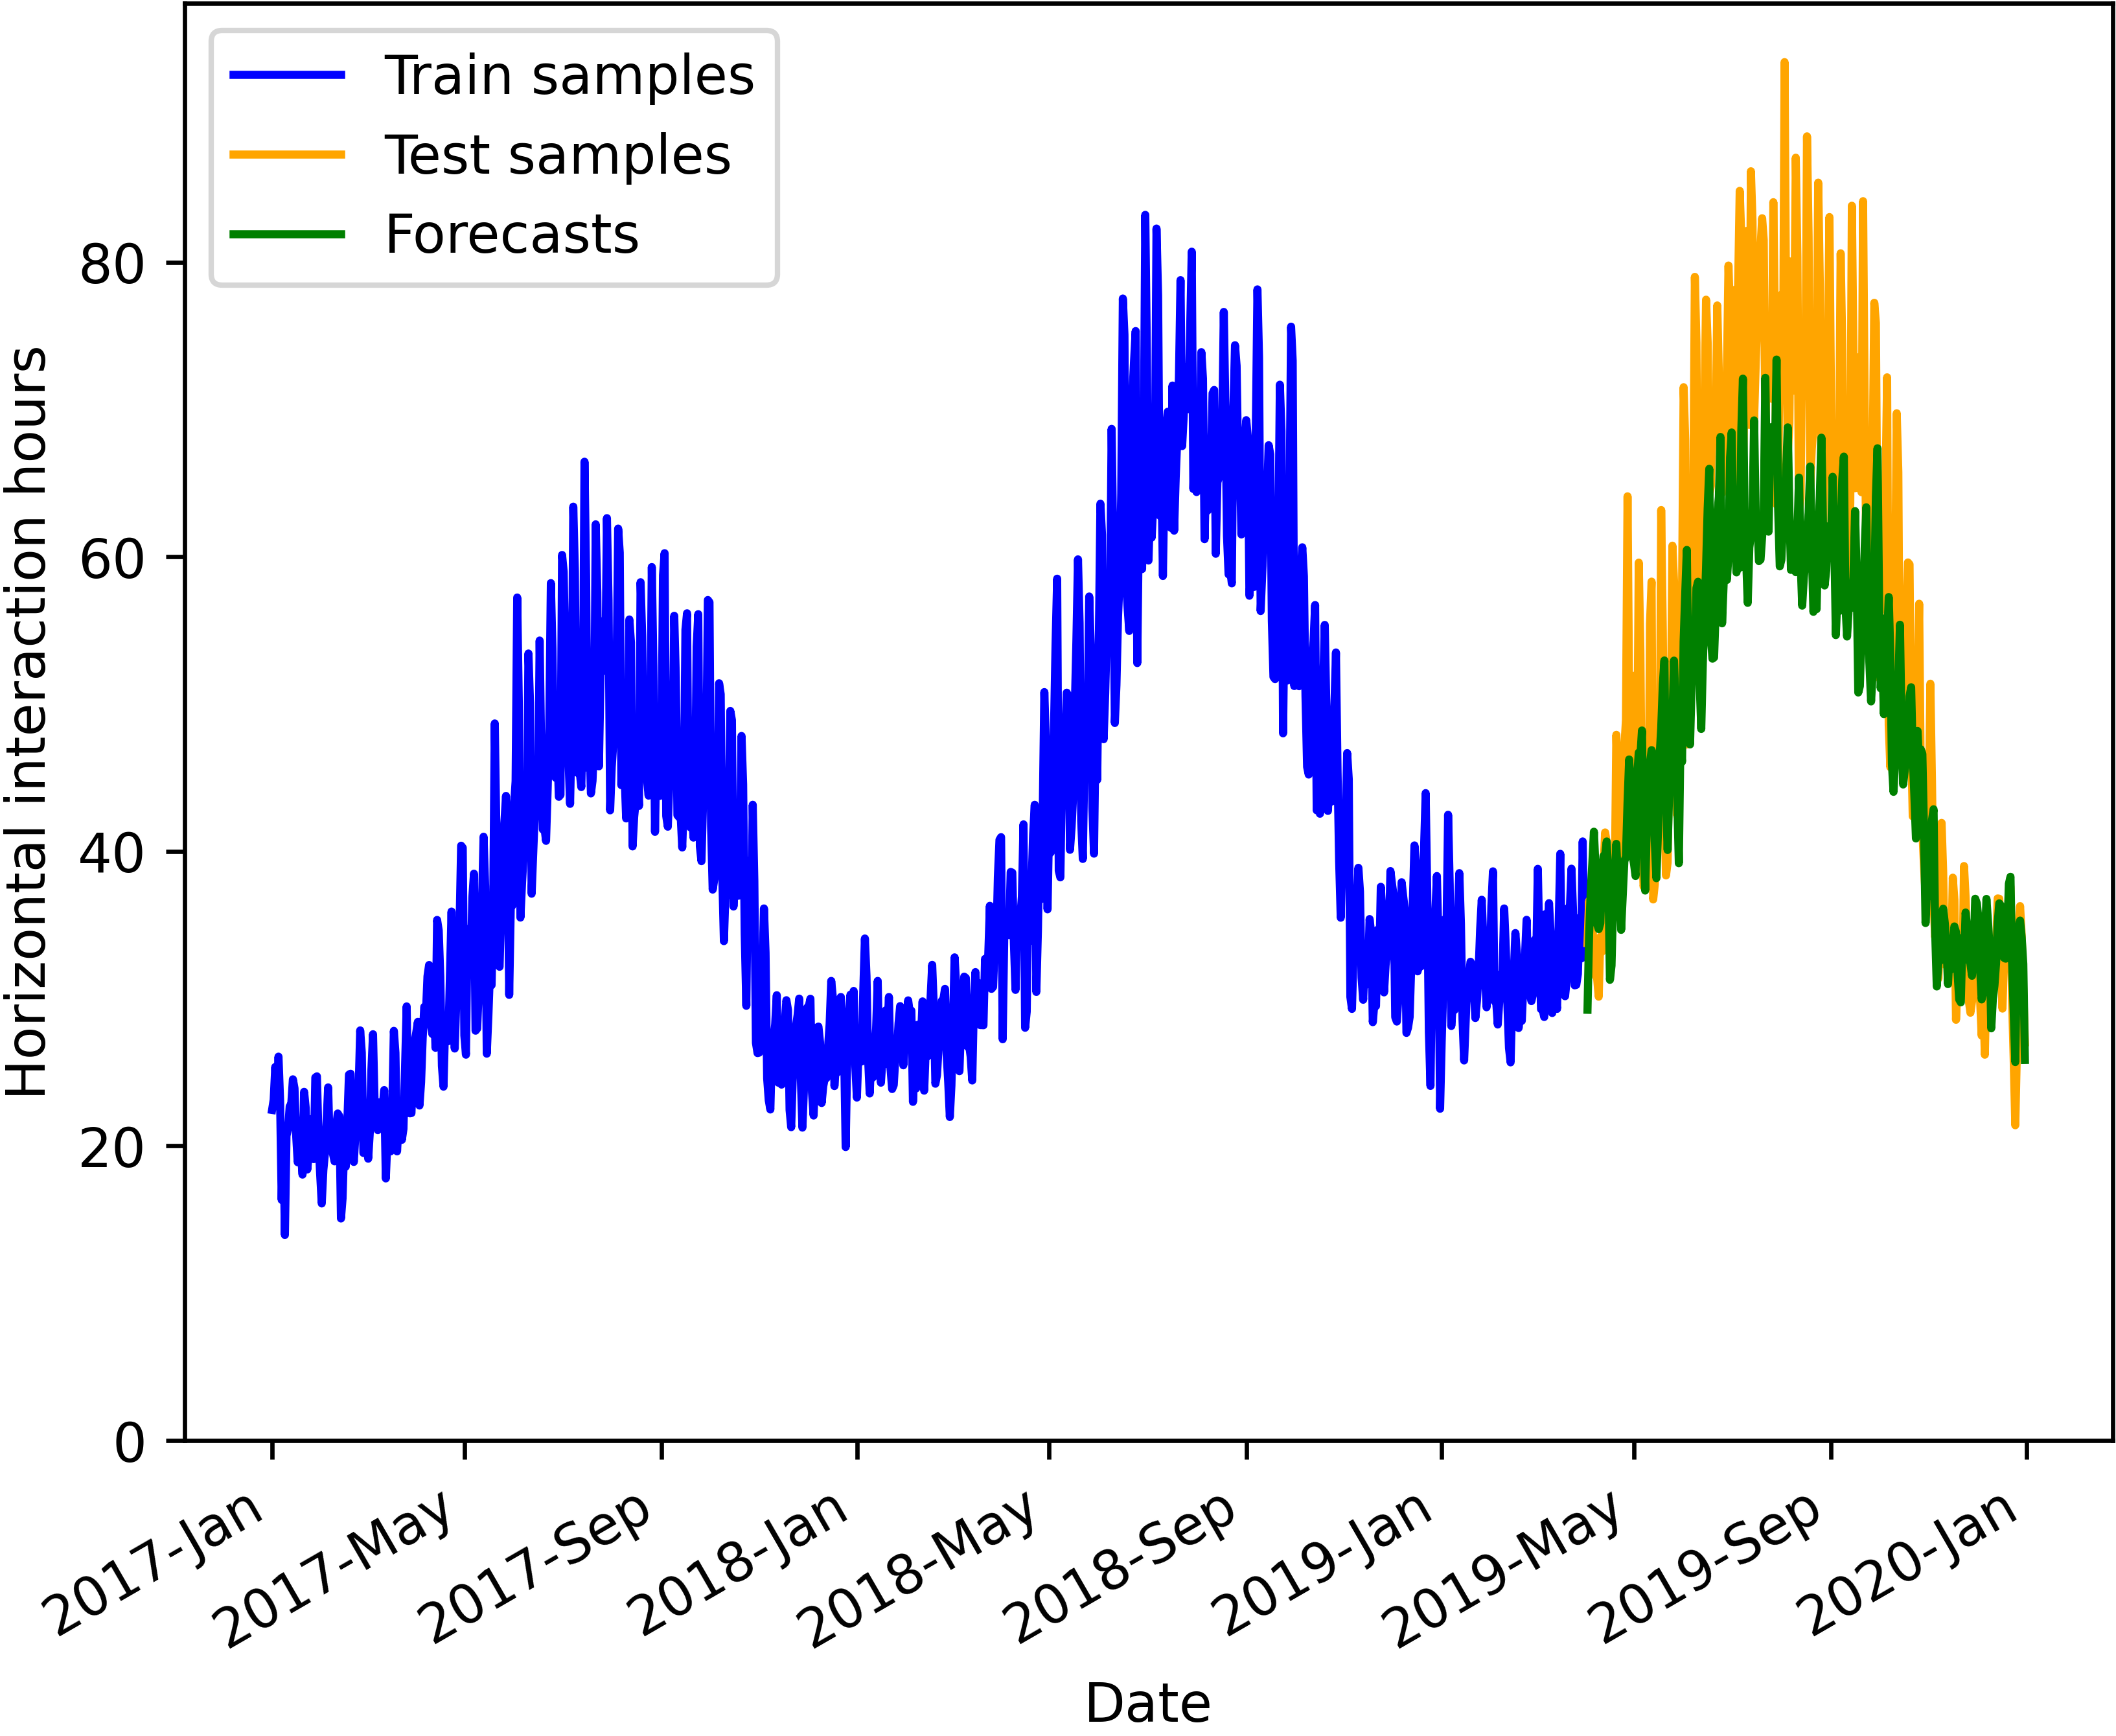 Train samples
Test samples
Forecasts
Horizontal interaction hours
80
60
40
20
0
2017-Jan
2017-May
2017-Sep
2018-Jan
2018-May
2018-Sep
2019-Jan
2019-May
2019-Sep
2020-Jan
Date